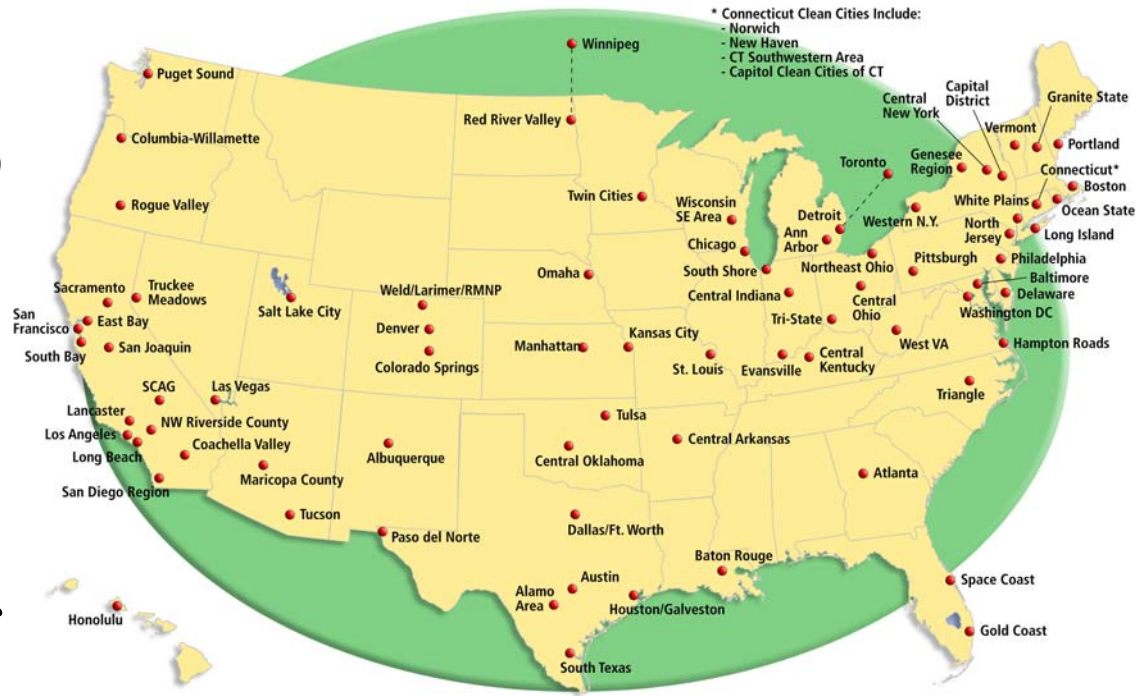 * Connecticut Clean Cities Include:
- Norwich
- New Haven
- CT Southwestern Area
- Capitol Clean Cities of CT
Winnipeg
Puget Sound
Capital
District
Central
New York
Granite State
Red River Valley
Vermont
Columbia-Willamette
Portland
Toronto
Genesee
Region
Connecticut*
Boston
Twin Cities
Rogue Valley
Wisconsin
SE Area
White Plains
Ocean State
Detroit
Western N.Y.
North
Jersey
Long Island
Ann
Arbor
Chicago
Pittsburgh
Philadelphia
South Shore
Northeast Ohio
Omaha
Baltimore
Sacramento
Truckee
Meadows
Salt Lake City
Weld/Larimer/RMNP
Central Indiana
Central
Ohio
Delaware
Washington DC
San
Francisco
East Bay
Denver
Kansas City
Tri-State
South Bay
San Joaquin
Manhattan
West VA
Hampton Roads
Colorado Springs
St. Louis
Evansville
Central
Kentucky
SCAG
Las Vegas
Triangle
Lancaster
Tulsa
NW Riverside County
Los Angeles
Coachella Valley
Central Arkansas
Long Beach
Albuquerque
Central Oklahoma
Maricopa County
Atlanta
San Diego Region
Tucson
Dallas/Ft. Worth
Paso del Norte
Baton Rouge
Austin
Space Coast
Alamo
Area
Houston/Galveston
Honolulu
Gold Coast
South Texas